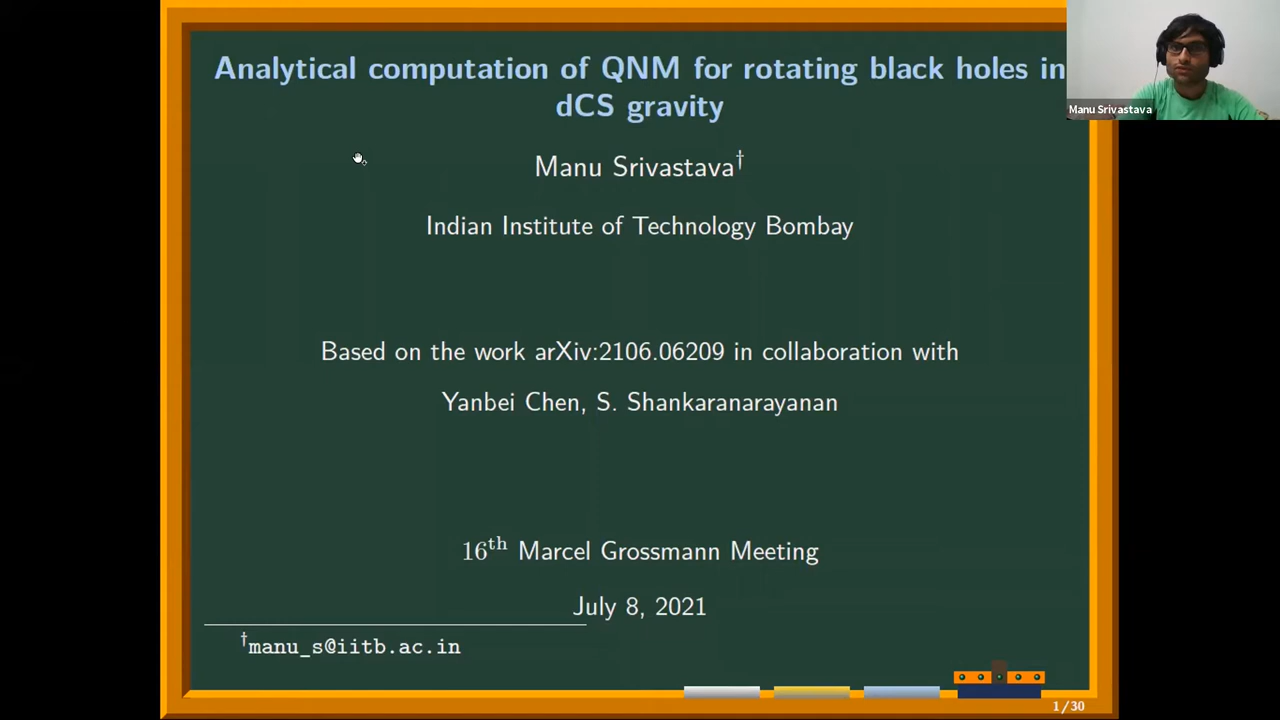 Analytical computation of QNM for rotating black holes in
dCS gravity
Manu Srivastava†
Manu Srivastava
Indian Institute of Technology Bombay
Based on the work arXiv:2106.06209 in collaboration with
Yanbei Chen, S. Shankaranarayanan
16th Marcel Grossmann Meeting
July 8, 2021
†manu_s@iitb.ac.in
1/30